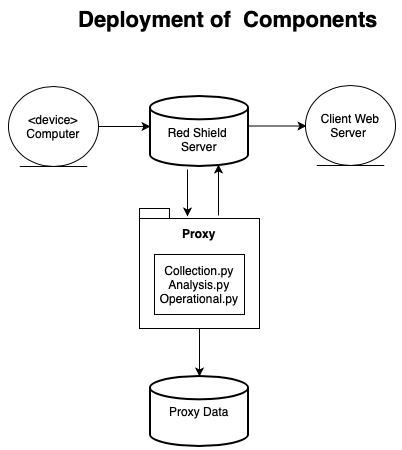 Deployment of Components
<device>
Computer
Red Shield
Server
Client Web
Server
Proxy
Collection.py
Analysis.py
Operational.py
Proxy Data